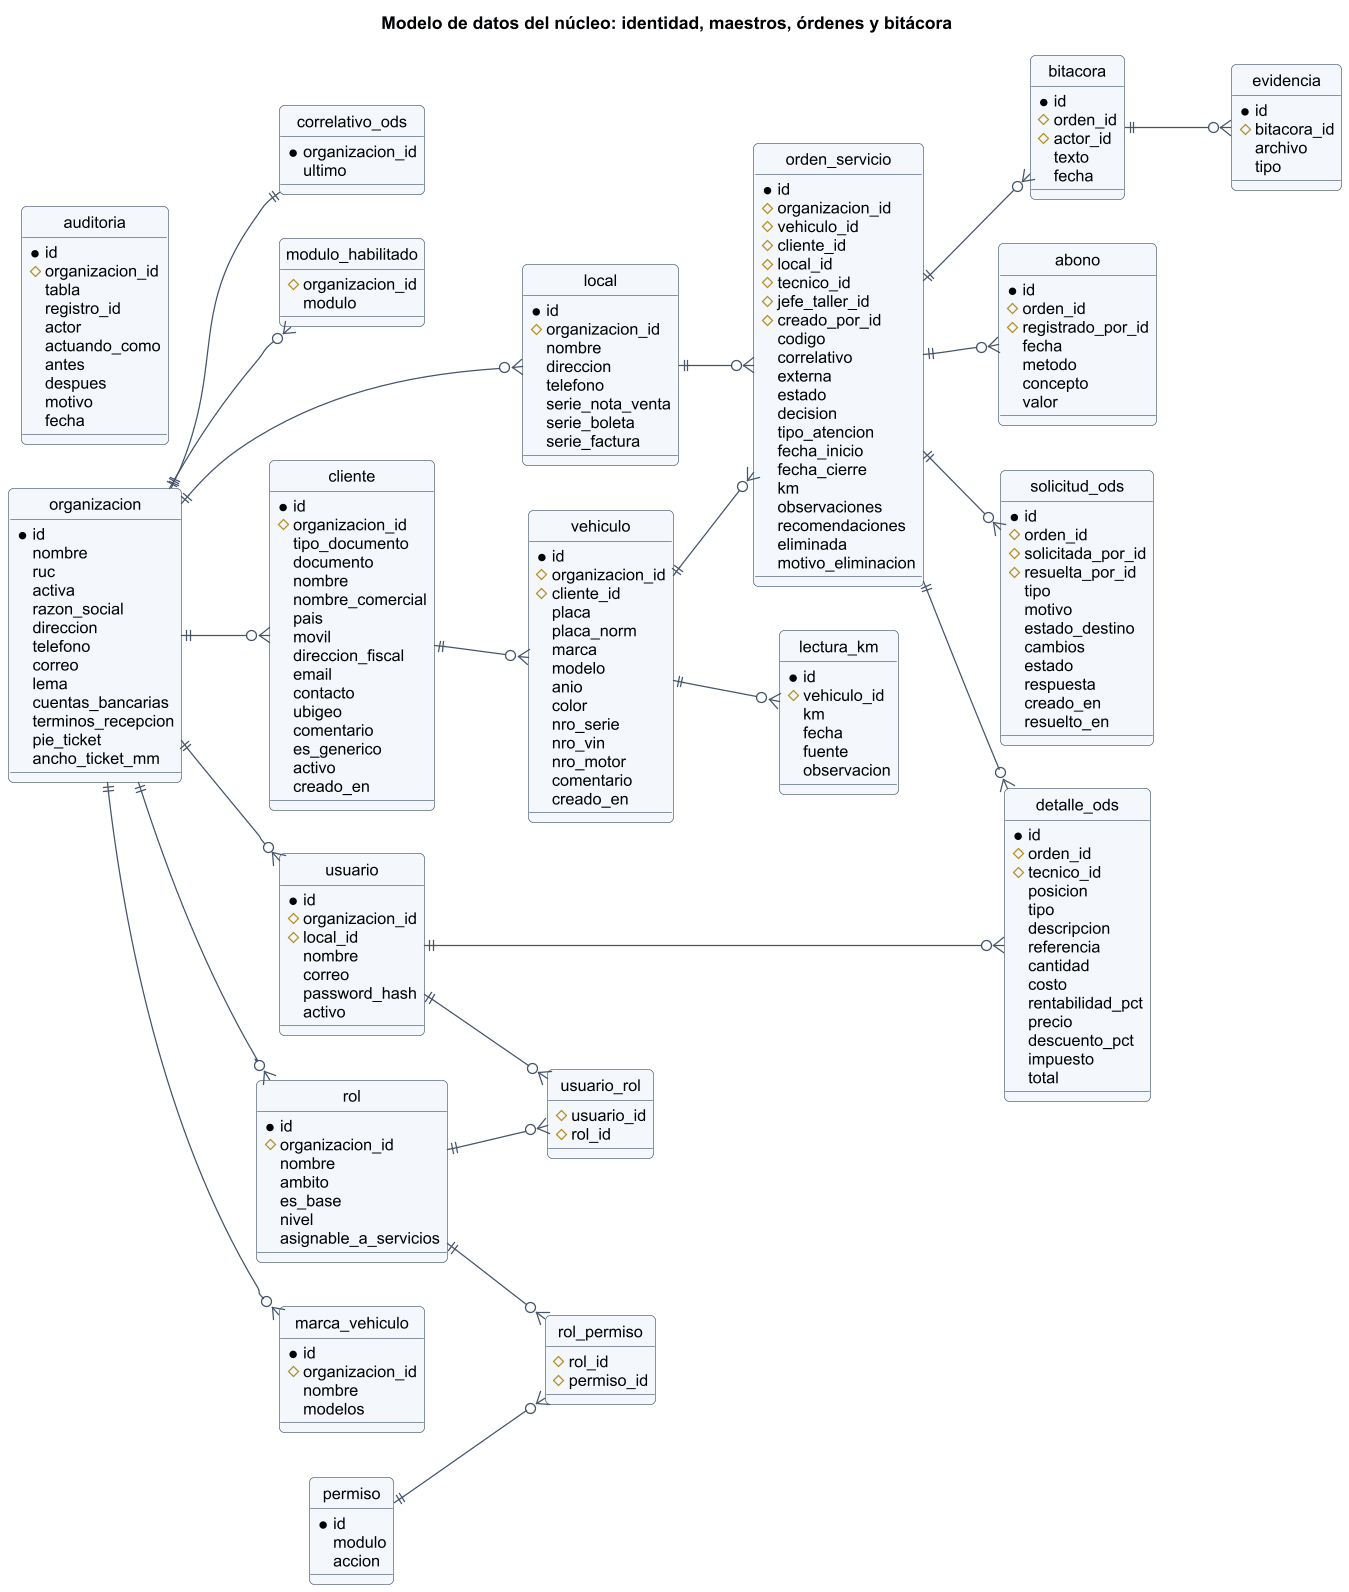 Modelo de datos del núcleo: identidad, maestros, órdenes y bitácora
auditoria
id
organizacion_id
tabla
registro_id
actor
actuando_como
antes
despues
motivo
fecha
organizacion
id
nombre
ruc
activa
razon_social
direccion
telefono
correo
lema
cuentas_bancarias
terminos_recepcion
pie_ticket
ancho_ticket_mm
correlativo_ods
organizacion_id
ultimo
modulo_habilitado
organizacion_id
modulo
cliente
id
organizacion_id
tipo_documento
documento
nombre
nombre_comercial
pais
movil
direccion_fiscal
email
contacto
ubigeo
comentario
es_generico
activo
creado_en
usuario
id
organizacion_id
local_id
nombre
correo
password_hash
activo
rol
id
organizacion_id
nombre
ambito
es_base
nivel
asignable_a_servicios
marca_vehiculo
id
organizacion_id
nombre
modelos
permiso
id
modulo
accion
local
id
organizacion_id
nombre
direccion
telefono
serie_nota_venta
serie_boleta
serie_factura
vehiculo
id
organizacion_id
cliente_id
placa
placa_norm
marca
modelo
anio
color
nro_serie
nro_vin
nro_motor
comentario
creado_en
usuario_rol
usuario_id
rol_id
rol_permiso
rol_id
permiso_id
orden_servicio
id
organizacion_id
vehiculo_id
cliente_id
local_id
tecnico_id
jefe_taller_id
creado_por_id
codigo
correlativo
externa
estado
decision
tipo_atencion
fecha_inicio
fecha_cierre
km
observaciones
recomendaciones
eliminada
motivo_eliminacion
lectura_km
id
vehiculo_id
km
fecha
fuente
observacion
bitacora
id
orden_id
actor_id
texto
fecha
evidencia
id
bitacora_id
archivo
tipo
abono
id
orden_id
registrado_por_id
fecha
metodo
concepto
valor
solicitud_ods
id
orden_id
solicitada_por_id
resuelta_por_id
tipo
motivo
estado_destino
cambios
estado
respuesta
creado_en
resuelto_en
detalle_ods
id
orden_id
tecnico_id
posicion
tipo
descripcion
referencia
cantidad
costo
rentabilidad_pct
precio
descuento_pct
impuesto
total